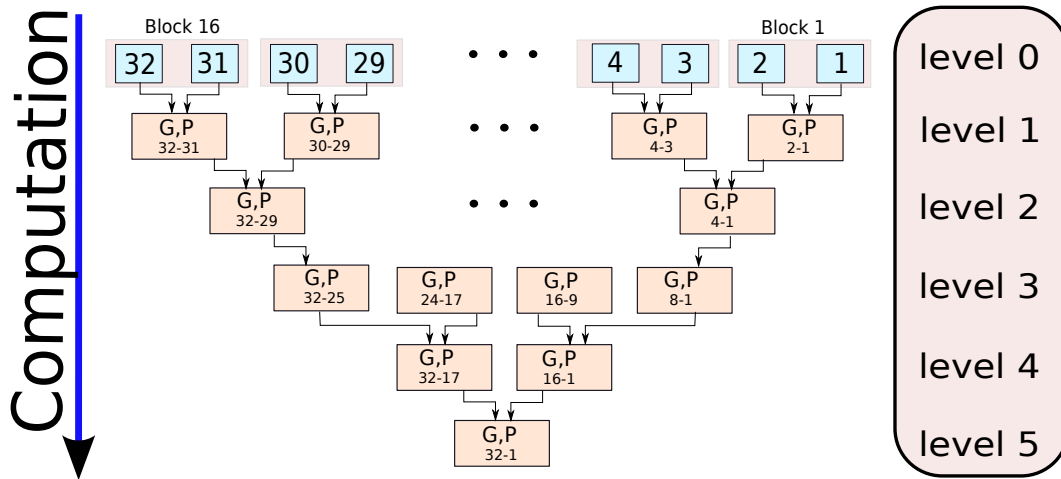 Computation
Block 16
Block 1
32 31 30 29 • • • 4 3 2 1
level 0
G,P G,P • • • G,P G,P
32-31 30-29 4-3 2-1
level 1
G,P • • • G,P
32-29 4-1
level 2
G,P G,P G,P G,P
32-25 24-17 16-9 8-1
level 3
G,P G,P
32-17 16-1
level 4
G,P
32-1
level 5